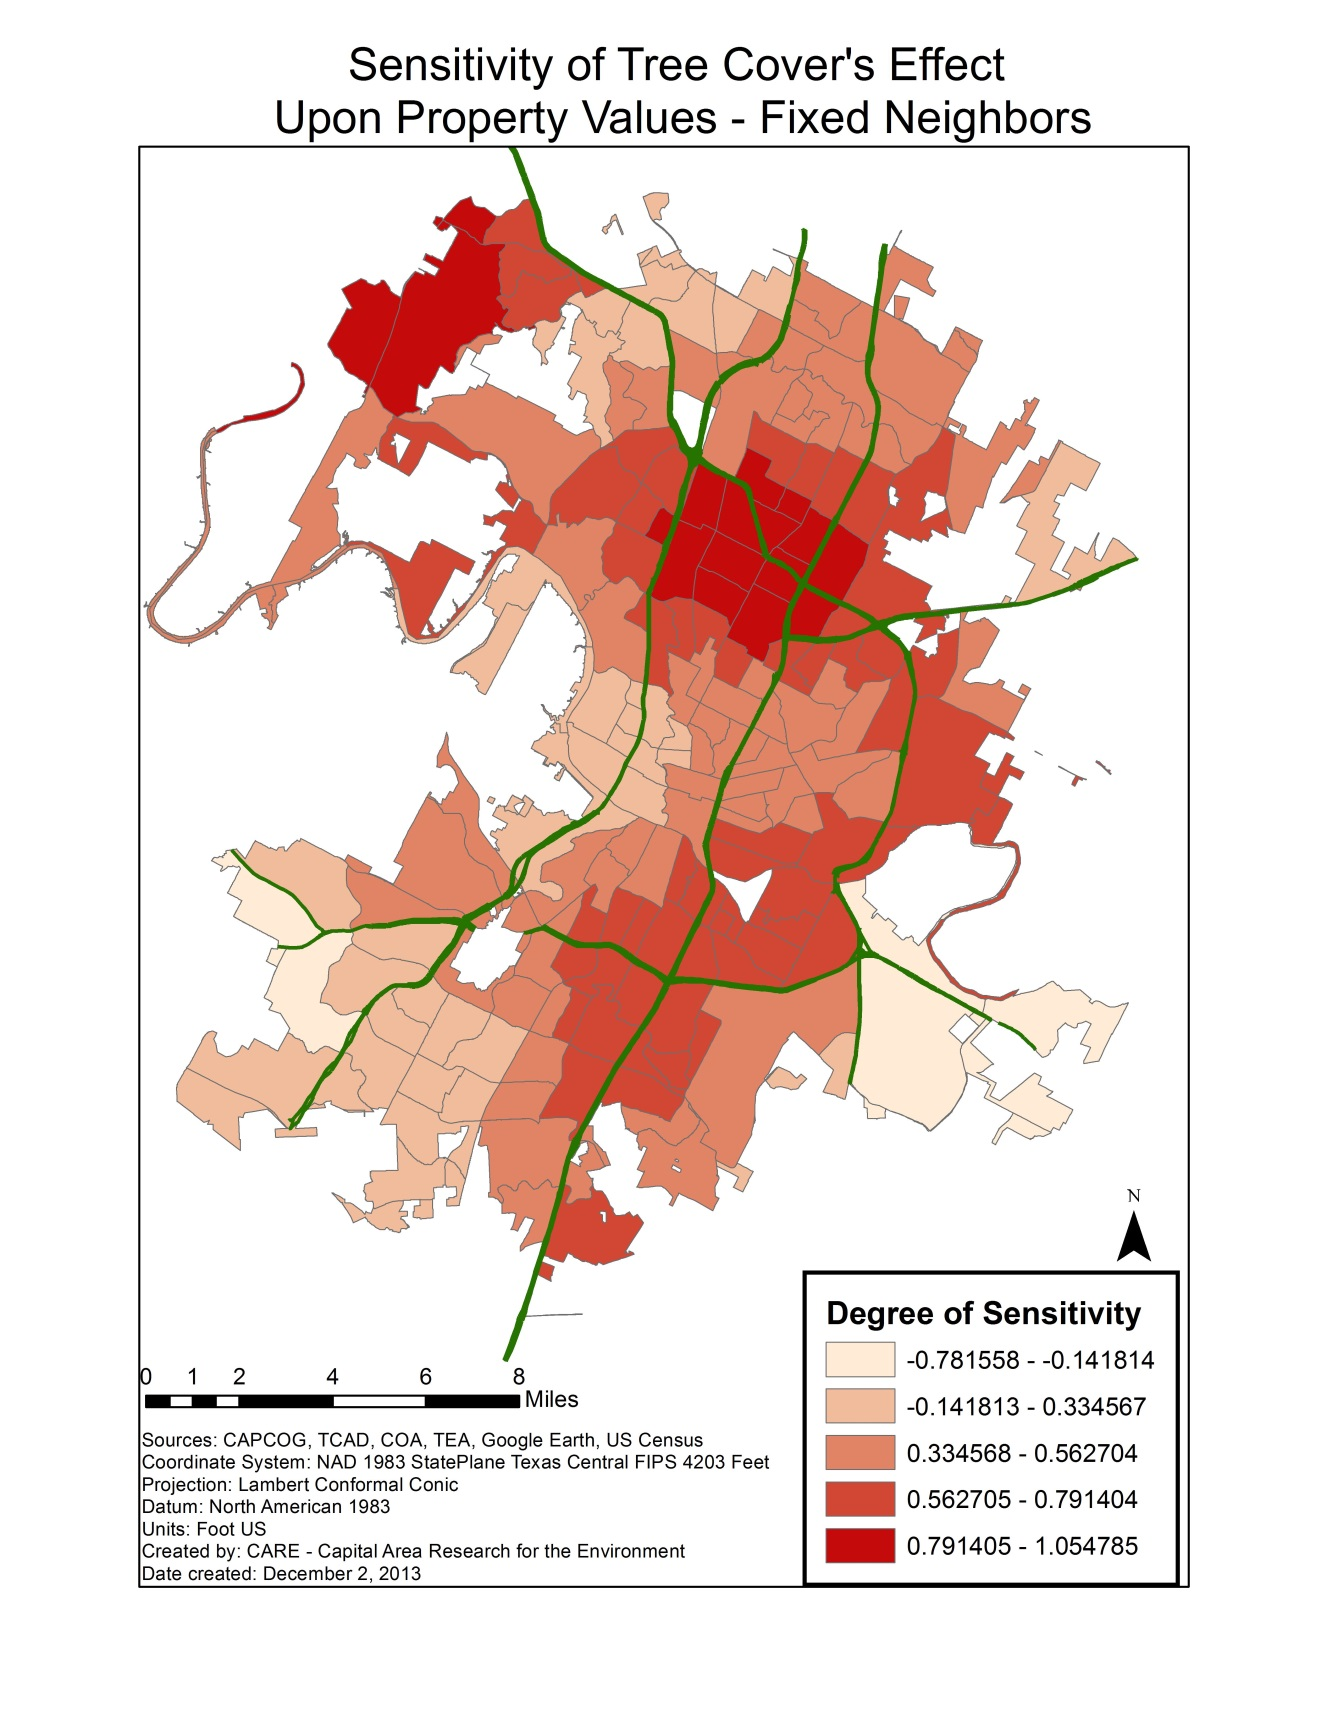 Sensitivity of Tree Cover's Effect
Upon Property Values - Fixed Neighbors
N
Degree of Sensitivity
-0.781558 - -0.141814
-0.141813 - 0.334567
0.334568 - 0.562704
0.562705 - 0.791404
0.791405 - 1.054785
0 1 2 4 6 8
Miles
Sources: CAPCOG, TCAD, COA, TEA, Google Earth, US Census
Coordinate System: NAD 1983 StatePlane Texas Central FIPS 4203 Feet
Projection: Lambert Conformal Conic
Datum: North American 1983
Units: Foot US
Created by: CARE - Capital Area Research for the Environment
Date created: December 2, 2013